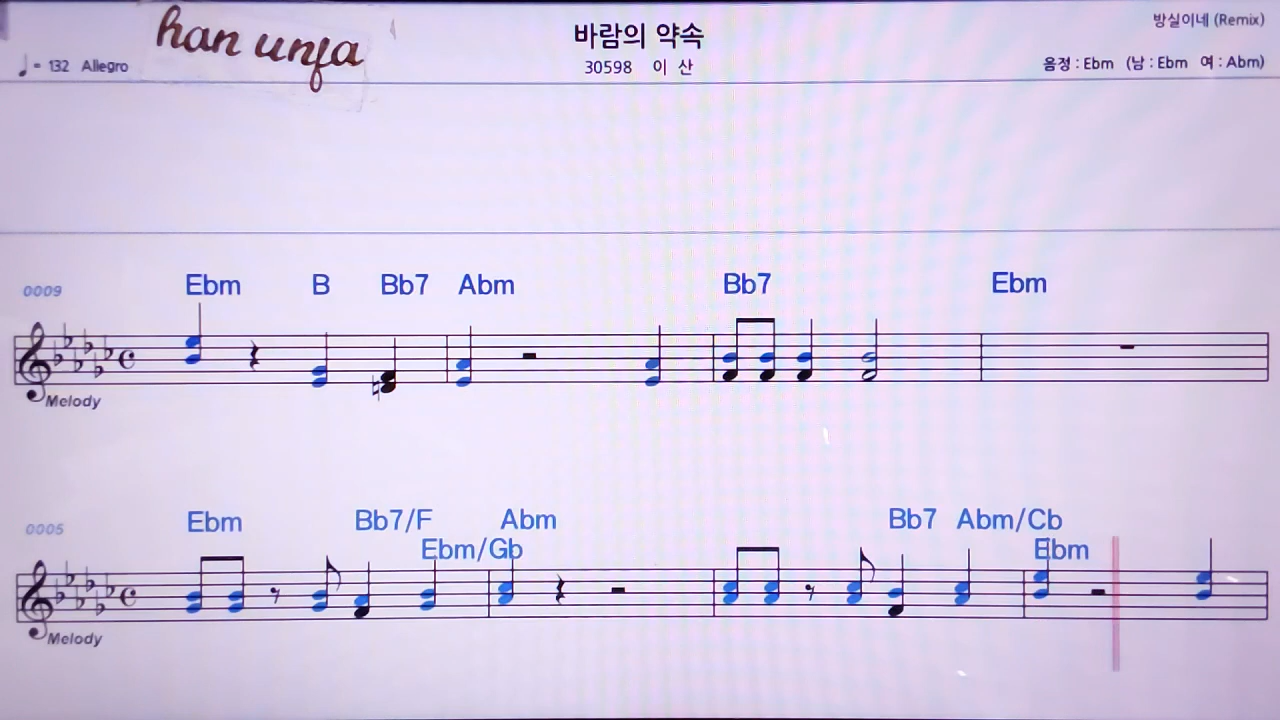 han unfa
바람의 약속
방실이네 (Remix)
♩ = 132 Allegro
30598 이 산
음정 : Ebm (남 : Ebm 여 : Abm)
0009
Ebm B Bb7 Abm Bb7 Ebm
Melody
0005
Ebm Bb7/F Abm Bb7 Abm/Cb
Ebm/Gb Ebm
Melody